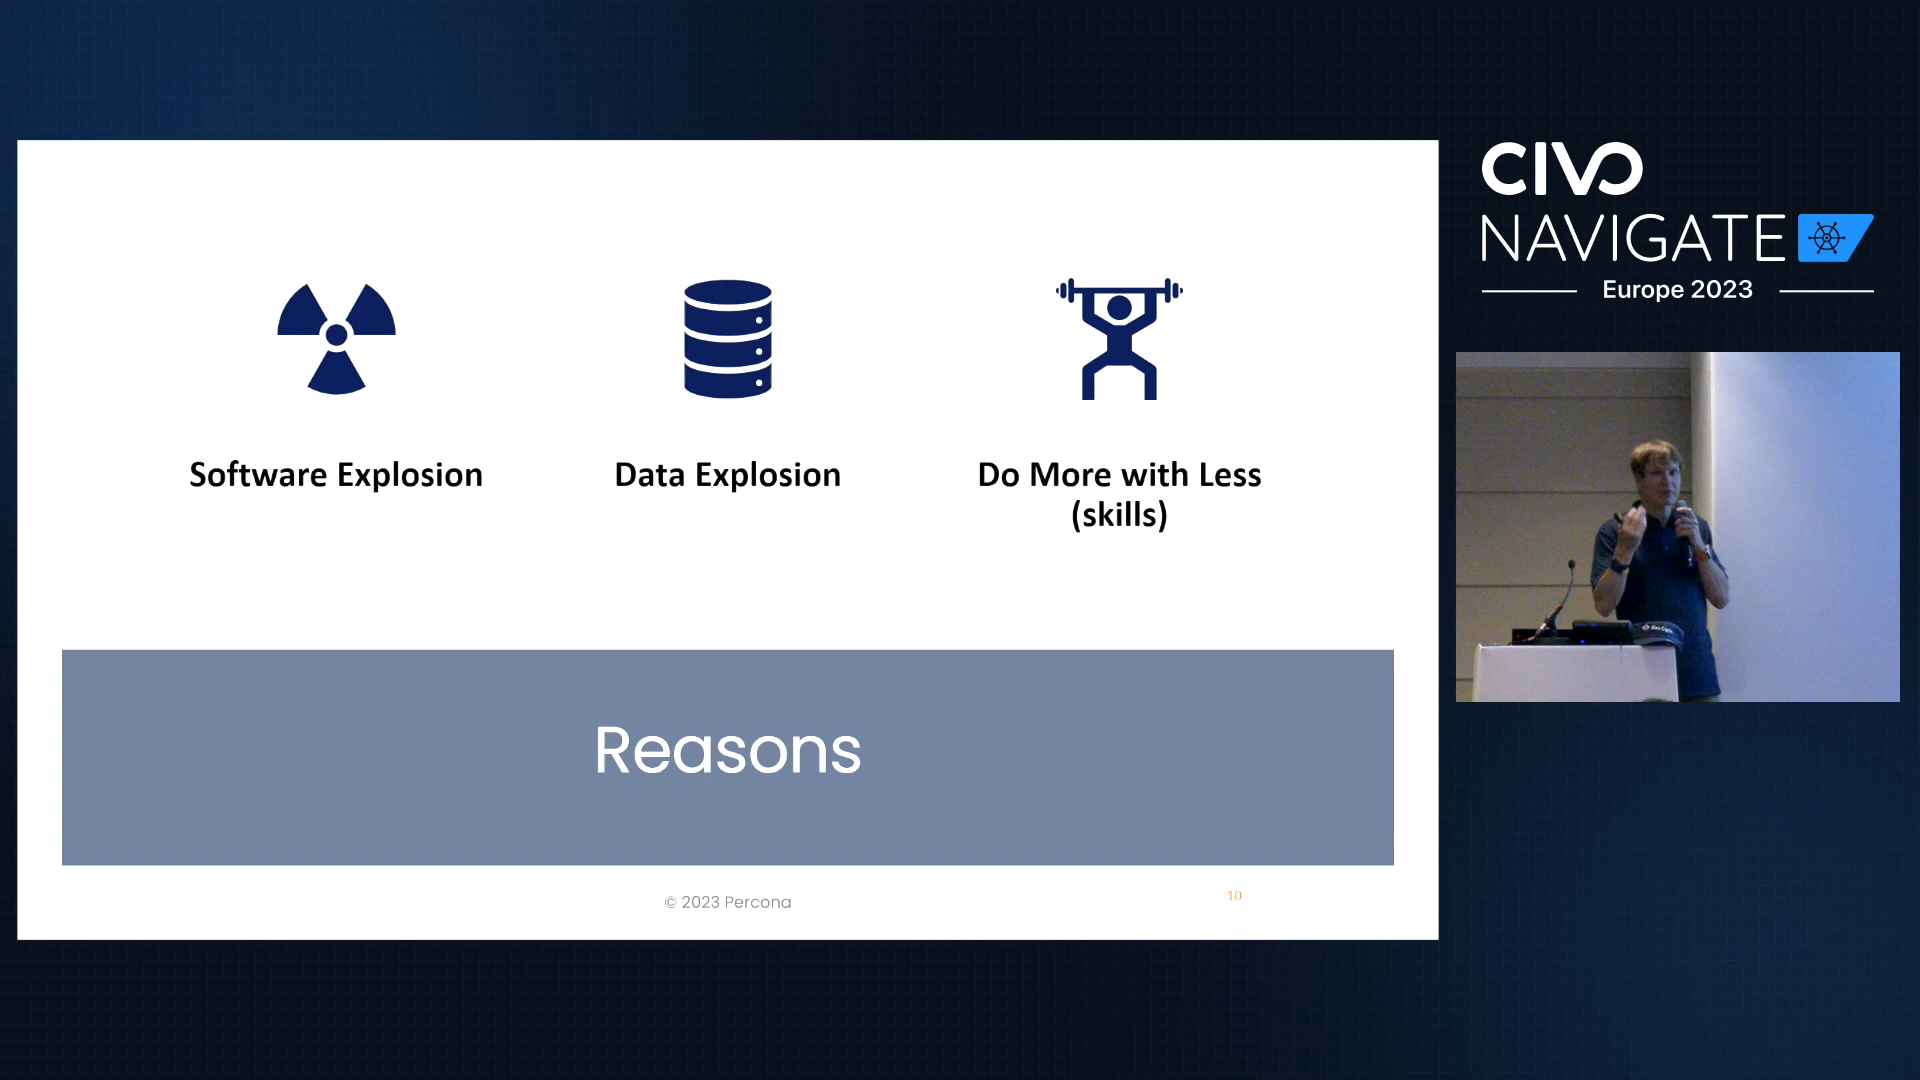 Software Explosion
Data Explosion
Do More with Less
(skills)
Reasons
© 2023 Percona
10
CIVO
NAVIGATE
Europe 2023